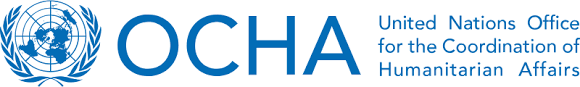 OCHA
United Nations Office
for the Coordination of
Humanitarian Affairs